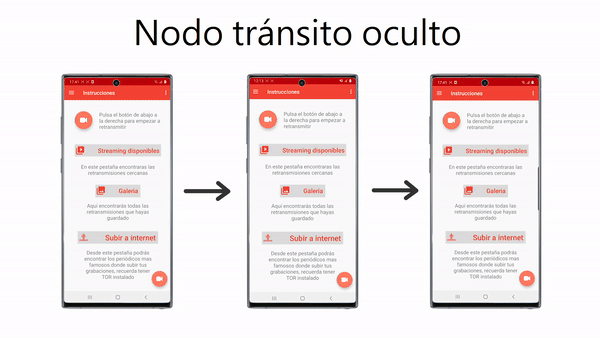 Nodo tránsito oculto
17:41
Instrucciones
Pulsa el botón de abajo a
la derecha para empezar a
retransmitir
Streaming disponibles
En este pestaña encontraras las
retransmisiones cercanas
Galeria
Aqui encontrarás todas las
retransmisiones que hayas
guardado
Subir a internet
Desde este pestaña podrás
encontrar los periódicos mas
famosos donde subir tus
grabaciones, recuerda tener
TOR instalado
Instrucciones
Pulsa el botón de abajo a
la derecha para empezar a
retransmitir
Streaming disponibles
En este pestaña encontraras las
retransmisiones cercanas
Galeria
Aqui encontrarás todas las
retransmisiones que hayas
guardado
Subir a internet
Desde este pestaña podrás
encontrar los periódicos mas
famosos donde subir tus
grabaciones, recuerda tener
TOR instalado
17:41
Instrucciones
Pulsa el botón de abajo a
la derecha para empezar a
retransmitir
Streaming disponibles
En este pestaña encontraras las
retransmisiones cercanas
Galeria
Aqui encontrarás todas las
retransmisiones que hayas
guardado
Subir a internet
Desde este pestaña podrás
encontrar los periódicos mas
famosos donde subir tus
grabaciones, recuerda tener
TOR instalado